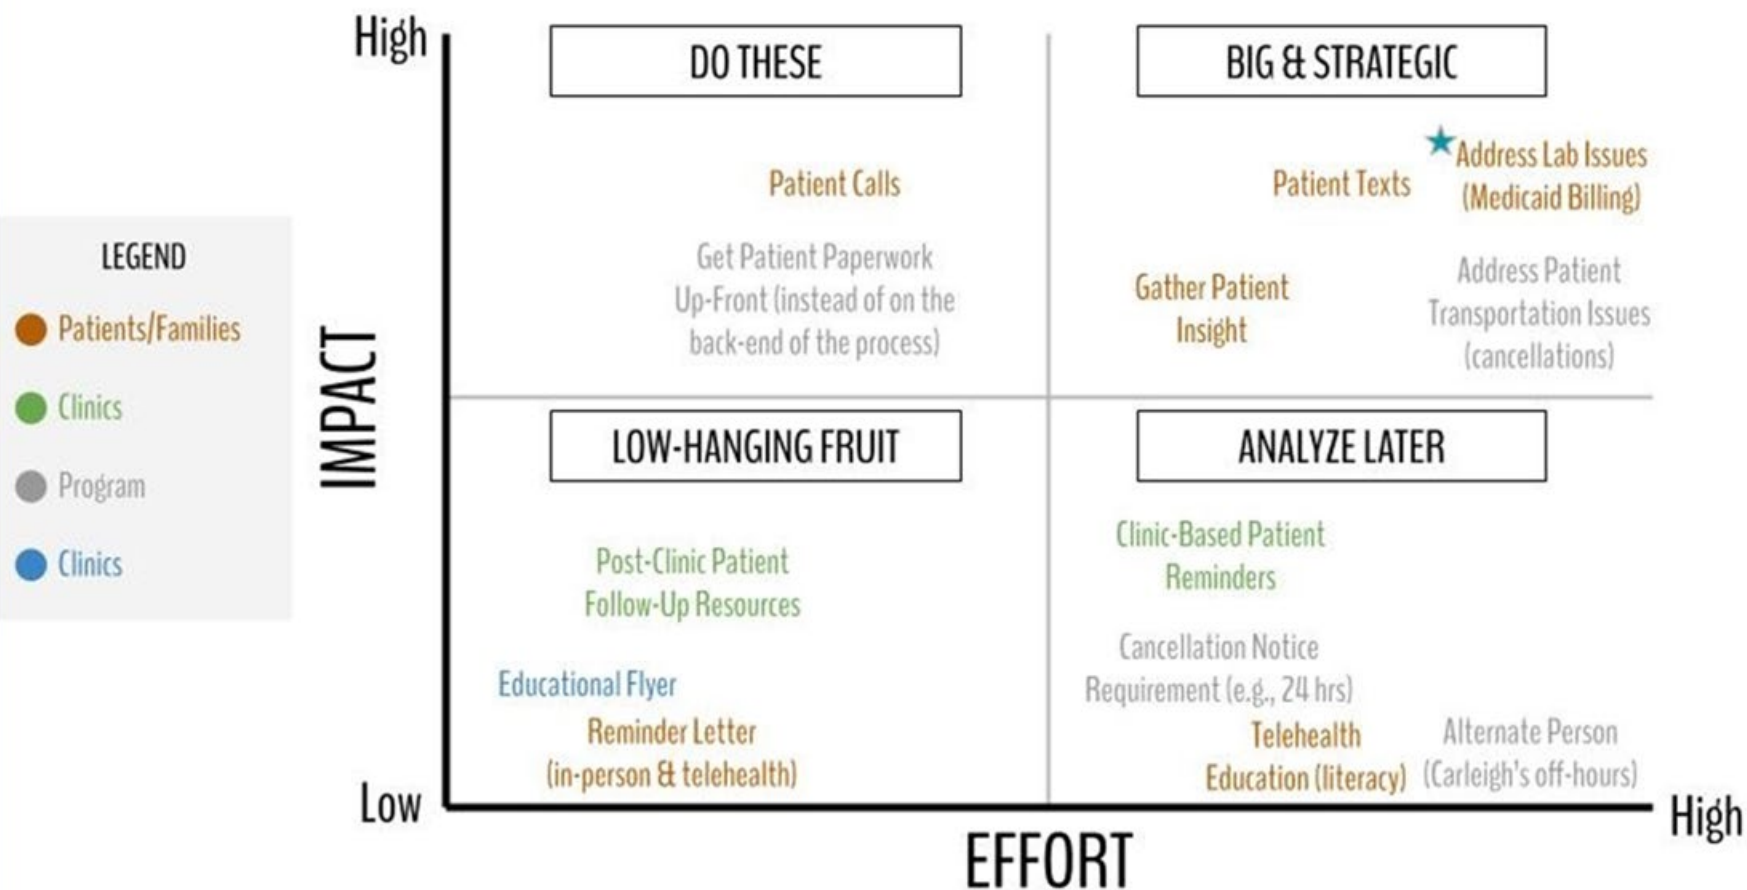 High
DO THESE
BIG & STRATEGIC
Patient Calls
Patient Texts
Address Lab Issues
(Medicaid Billing)
Get Patient Paperwork
Up-Front (instead of on the
back-end of the process)
Gather Patient
Insight
Address Patient
Transportation Issues
(cancellations)
LEGEND
Patients/Families
Clinics
Program
Clinics
IMPACT
LOW-HANGING FRUIT
ANALYZE LATER
Post-Clinic Patient
Follow-Up Resources
Educational Flyer
Reminder Letter
(in-person & telehealth)
Clinic-Based Patient
Reminders
Cancellation Notice
Requirement (e.g., 24 hrs)
Telehealth
Education (literacy)
Alternate Person
(Carleigh's off-hours)
Low
High
EFFORT